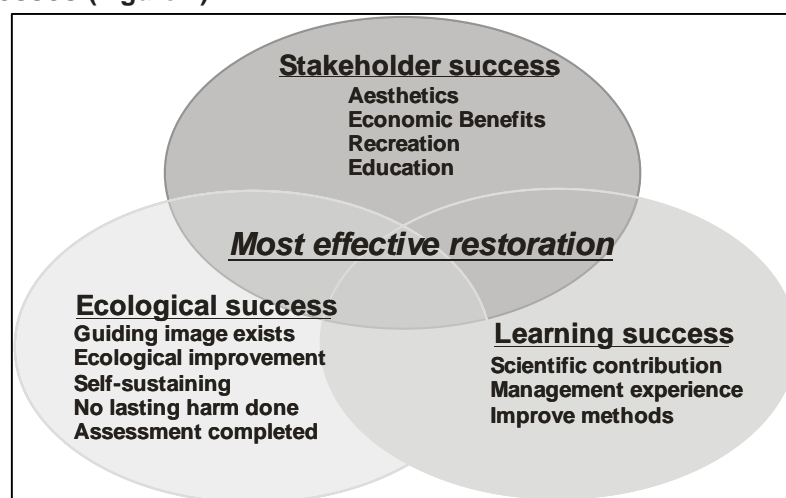 Stakeholder success
Aesthetics
Economic Benefits
Recreation
Education
Most effective restoration
Ecological success
Guiding image exists
Ecological improvement
Self-sustaining
No lasting harm done
Assessment completed
Learning success
Scientific contribution
Management experience
Improve methods